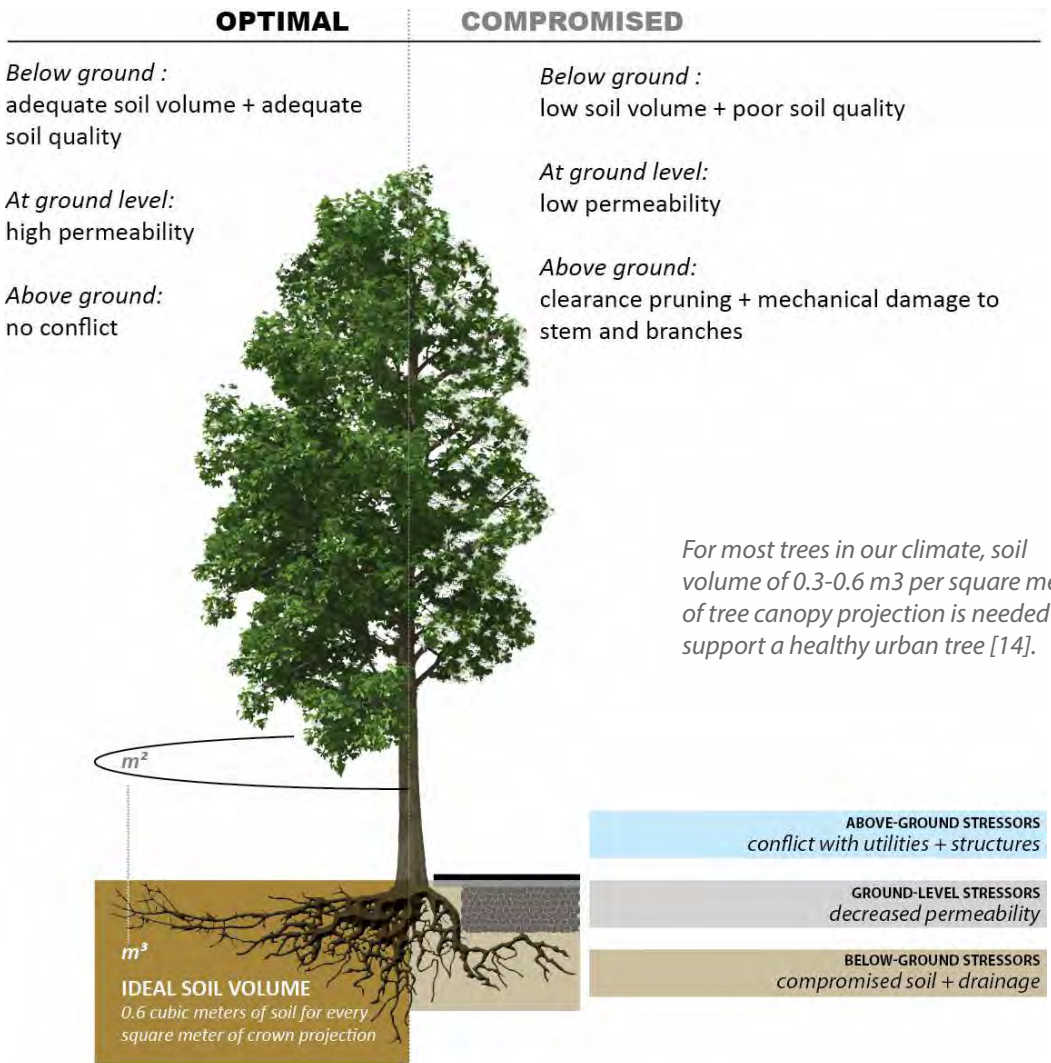 OPTIMAL
COMPROMISED
Below ground :
adequate soil volume + adequate
soil quality
At ground level:
high permeability
Above ground:
no conflict
Below ground :
low soil volume + poor soil quality
At ground level:
low permeability
Above ground:
clearance pruning + mechanical damage to
stem and branches
For most trees in our climate, soil
volume of 0.3-0.6 m3 per square me
of tree canopy projection is needed
support a healthy urban tree [14].
m²
m³
IDEAL SOIL VOLUME
0.6 cubic meters of soil for every
square meter of crown projection
ABOVE-GROUND STRESSORS
conflict with utilities + structures
GROUND-LEVEL STRESSORS
decreased permeability
BELOW-GROUND STRESSORS
compromised soil + drainage